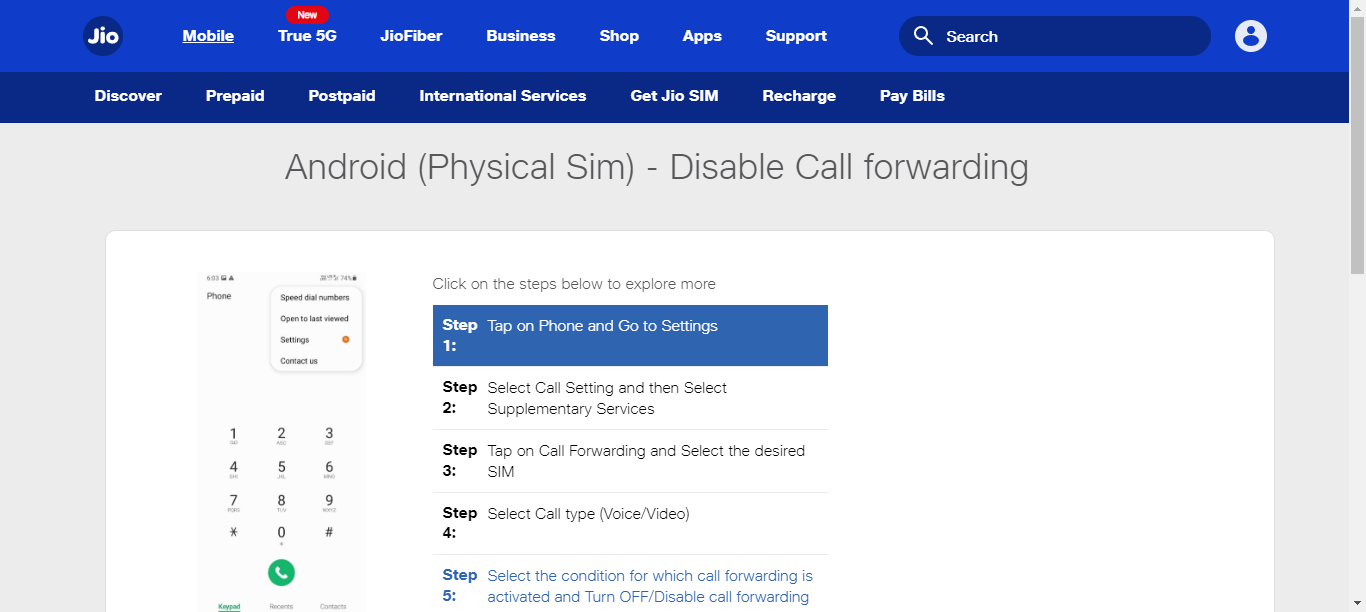 Jio
Mobile
New
True 5G
JioFiber
Business
Shop
Apps
Support
Search
Discover
Prepaid
Postpaid
International Services
Get Jio SIM
Recharge
Pay Bills
Android (Physical Sim) - Disable Call forwarding
6:03
74%
Phone
Speed dial numbers
Open to last viewed
Settings
Contact us
1
2 ABC
3 DEF
4 GHI
5 JKL
6 MNO
7 PQRS
8 TUV
9 WXYZ
*
0 +
#
Keypad
Recents
Contacts
Click on the steps below to explore more
Step 1: Tap on Phone and Go to Settings
Step 2: Select Call Setting and then Select
Supplementary Services
Step 3: Tap on Call Forwarding and Select the desired
SIM
Step 4: Select Call type (Voice/Video)
Step 5: Select the condition for which call forwarding is
activated and Turn OFF/Disable call forwarding